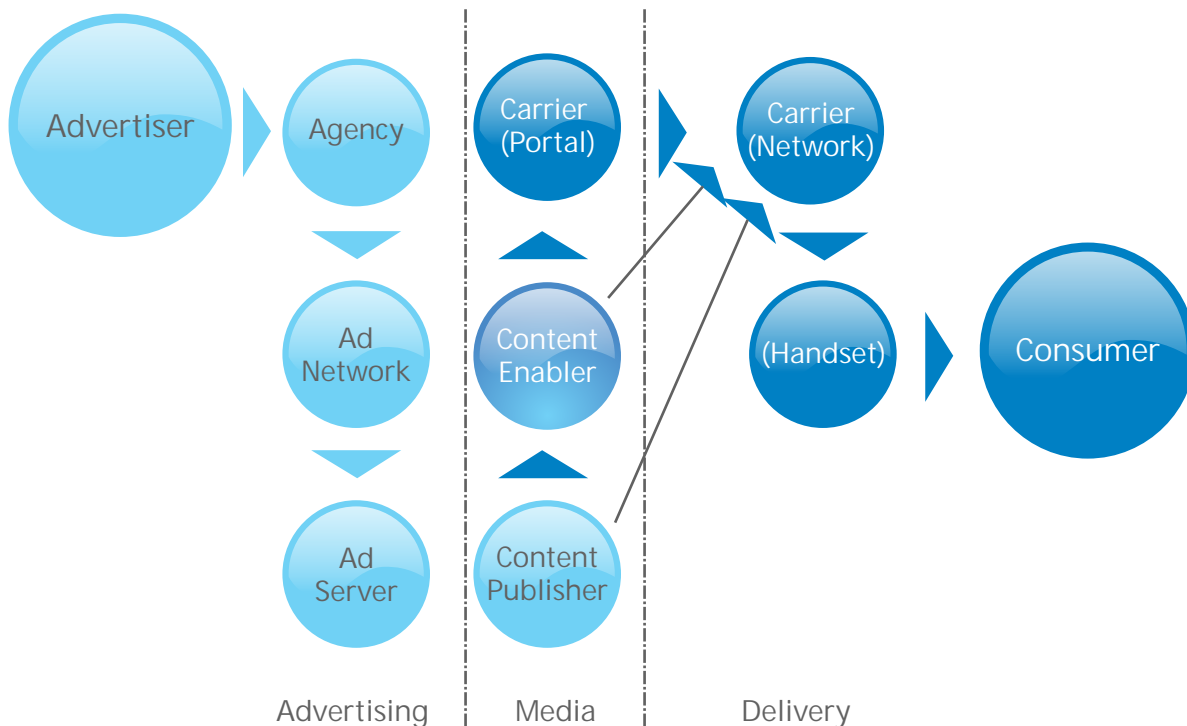 Advertiser
Agency
Ad
Network
Ad
Server
Carrier
(Portal)
Content
Enabler
Content
Publisher
Carrier
(Network)
(Handset)
Consumer
Advertising
Media
Delivery